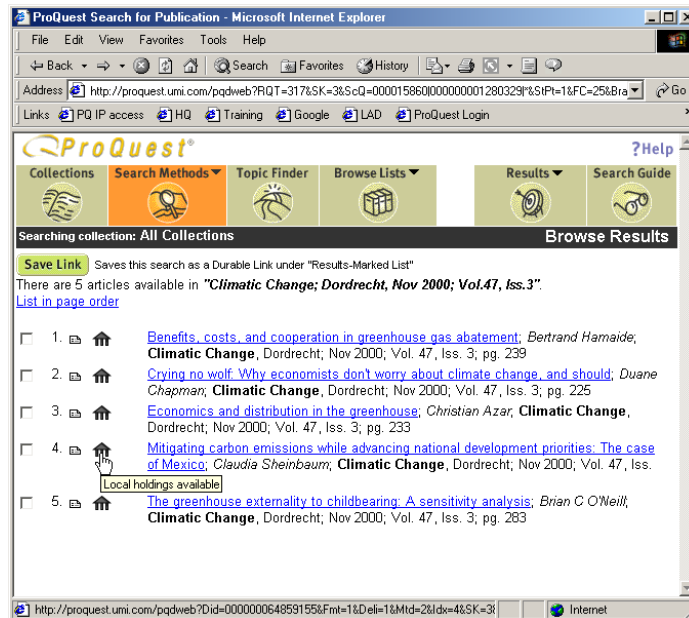 ProQuest Search for Publication - Microsoft Internet Explorer
File Edit View Favorites Tools Help
Back Search Favorites History
Address http://proquest.umi.com/pqdweb?RQT=317&SK=3&ScQ=000015860|000000001280329|*&StPt=1&FC=25&Bra Go
Links PQ IP access HQ Training Google LAD ProQuest Login
ProQuest® ?Help
Collections Search Methods Topic Finder Browse Lists Results Search Guide
Searching collection: All Collections Browse Results
Save Link Saves this search as a Durable Link under "Results-Marked List"
There are 5 articles available in "Climatic Change; Dordrecht, Nov 2000; Vol.47, Iss.3".
List in page order
1. Benefits, costs, and cooperation in greenhouse gas abatement; Bertrand Hamaide;
Climatic Change, Dordrecht; Nov 2000; Vol. 47, Iss. 3; pg. 239
2. Crying no wolf: Why economists don't worry about climate change, and should; Duane
Chapman; Climatic Change, Dordrecht; Nov 2000; Vol. 47, Iss. 3; pg. 225
3. Economics and distribution in the greenhouse; Christian Azar; Climatic Change,
Dordrecht; Nov 2000; Vol. 47, Iss. 3; pg. 233
4. Mitigating carbon emissions while advancing national development priorities: The case
of Mexico; Claudia Sheinbaum; Climatic Change, Dordrecht; Nov 2000; Vol. 47, Iss.
Local holdings available
5. The greenhouse externality to childbearing: A sensitivity analysis; Brian C O'Neill;
Climatic Change, Dordrecht; Nov 2000; Vol. 47, Iss. 3; pg. 283
http://proquest.umi.com/pqdweb?Did=000000064859155&Fmt=1&Deli=1&Mtd=2&Idx=4&SK=3 Internet